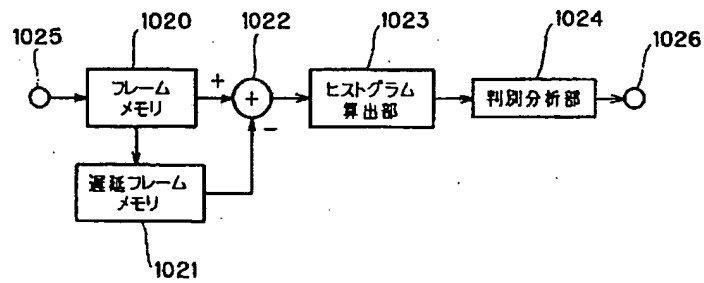 1025
1020
1022
1023
1024
1026
フレーム
メモリ
+
+
−
ヒストグラム
算出部
判別分析部
遅延フレーム
メモリ
1021